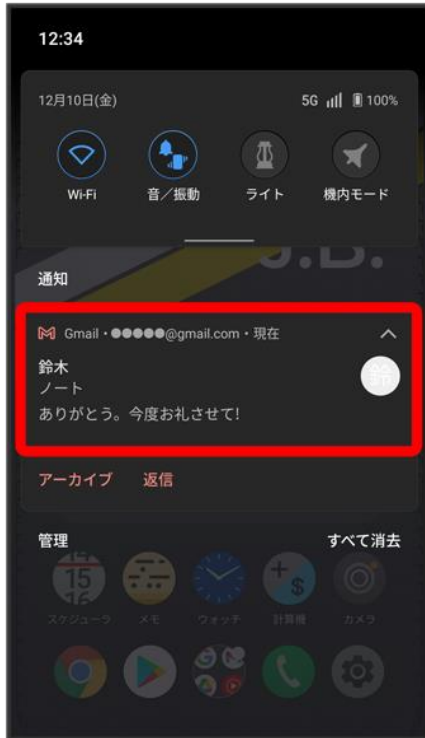 12:34
12月10日(金) 5G 100%
Wi-Fi 音／振動 ライト 機内モード
J.B.
通知
Gmail・●●●●●@gmail.com・現在
鈴木
鈴
ノート
ありがとう。今度お礼させて!
アーカイブ 返信
管理 すべて消去
14
15
16
スケジューラ メモ ウォッチ 計算機 カメラ